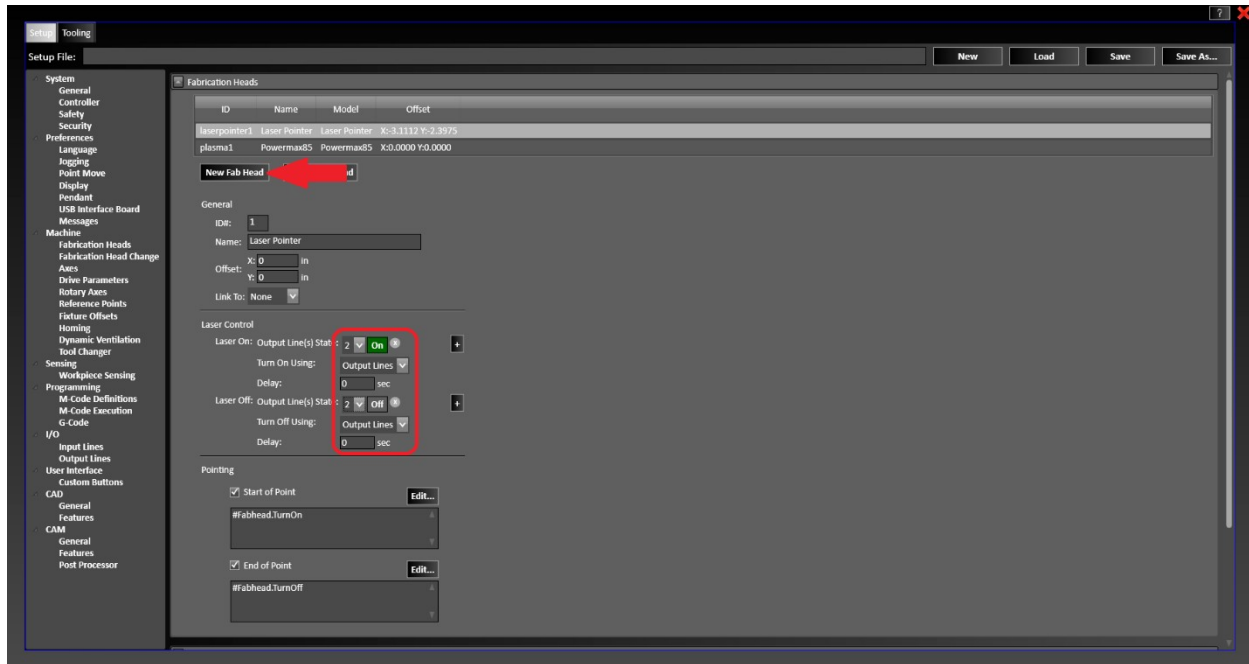 ?
Setup Tooling
Setup File: New Load Save Save As...
System
General
Controller
Safety
Security
Preferences
Language
Jogging
Point Move
Display
Pendant
USB Interface Board
Messages
Machine
Fabrication Heads
Fabrication Head Change
Axes
Drive Parameters
Rotary Axes
Reference Points
Fixture Offsets
Homing
Dynamic Ventilation
Tool Changer
Sensing
Workpiece Sensing
Programming
M-Code Definitions
M-Code Execution
G-Code
I/O
Input Lines
Output Lines
User Interface
Custom Buttons
CAD
General
Features
CAM
General
Features
Post Processor
Fabrication Heads
ID Name Model Offset
laserpointer1 Laser Pointer Laser Pointer X:-3.1112 Y:-2.3975
plasma1 Powermax85 Powermax85 X:0.0000 Y:0.0000
New Fab Head
General
ID#: 1
Name: Laser Pointer
Offset: X: 0 in
Y: 0 in
Link To: None
Laser Control
Laser On: Output Line(s) State: 2 On +
Turn On Using: Output Lines
Delay: 0 sec
Laser Off: Output Line(s) State: 2 Off +
Turn Off Using: Output Lines
Delay: 0 sec
Pointing
Start of Point Edit...
#Fabhead.TurnOn
End of Point Edit...
#Fabhead.TurnOff